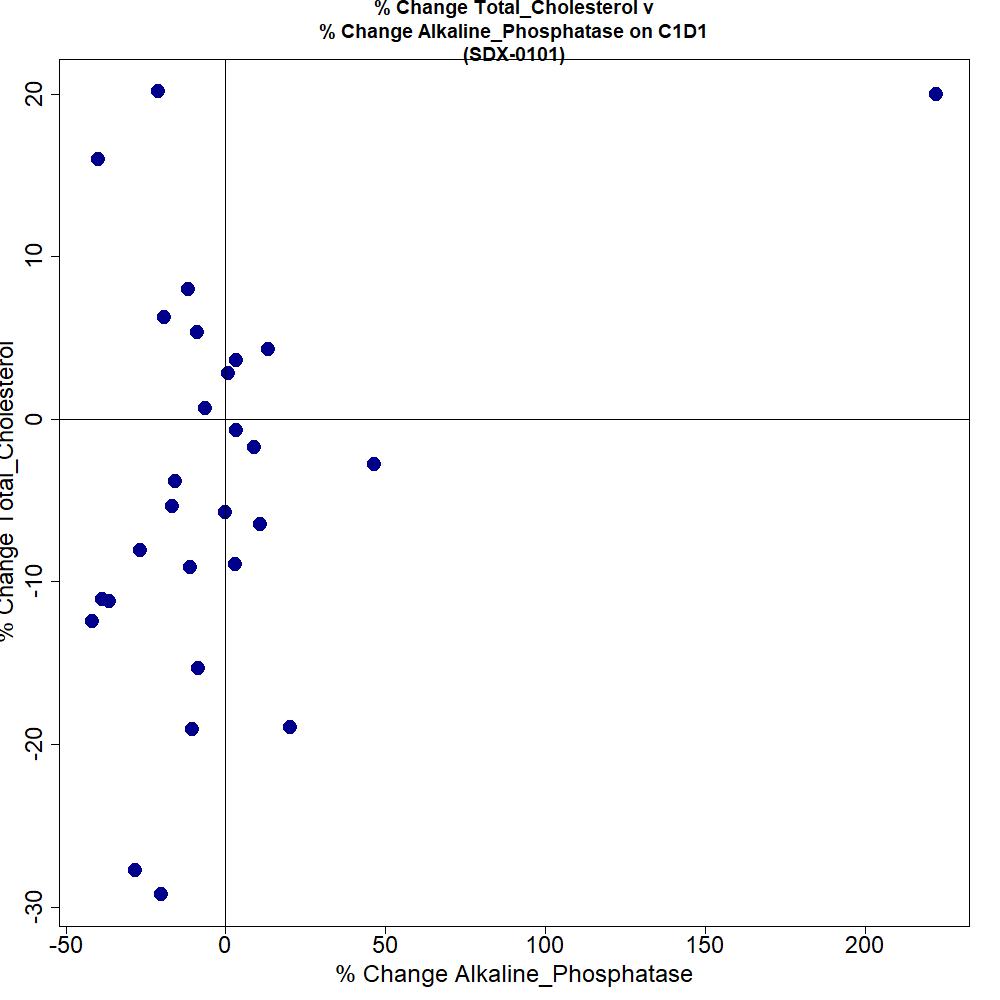 % Change Total_Cholesterol v
% Change Alkaline_Phosphatase on C1D1
(SDX-0101)
% Change Total_Cholesterol
20
10
0
-10
-20
-30
-50
0
50
100
150
200
% Change Alkaline_Phosphatase